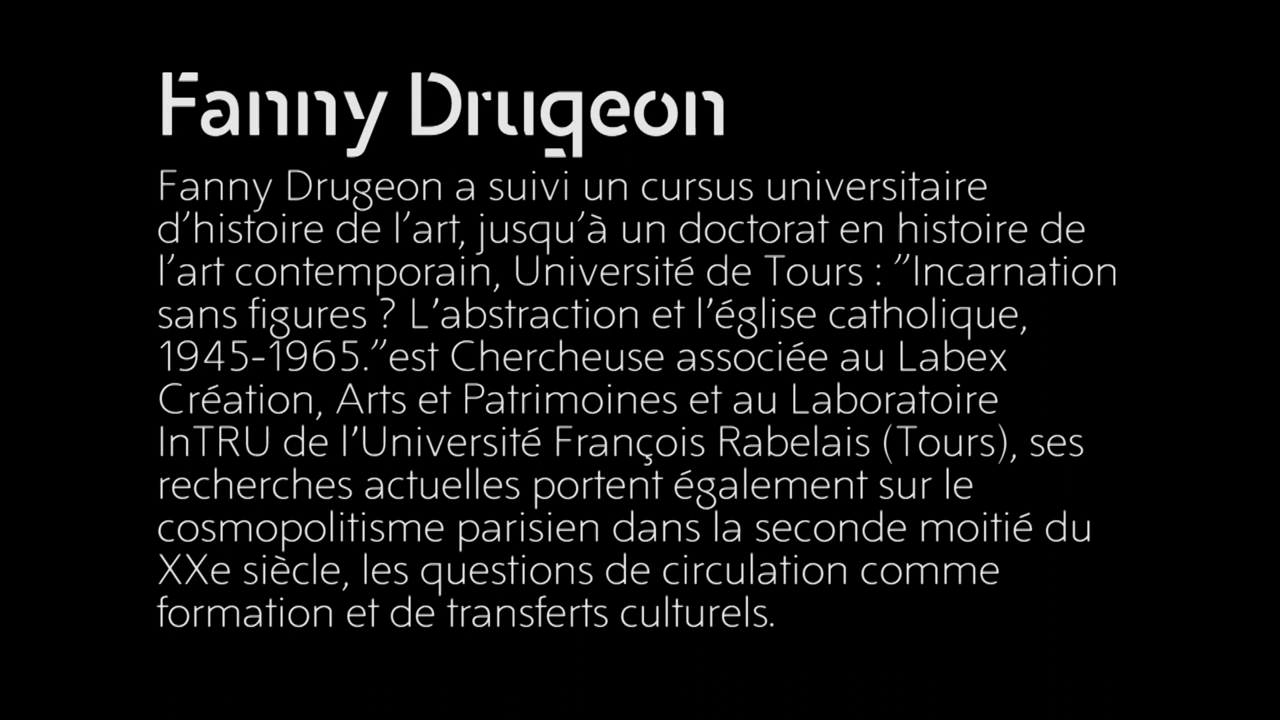 Fanny Drugeon
Fanny Drugeon a suivi un cursus universitaire
d’histoire de l’art, jusqu’à un doctorat en histoire de
l’art contemporain, Université de Tours : ”Incarnation
sans figures ? L’abstraction et l’église catholique,
1945-1965.”est Chercheuse associée au Labex
Création, Arts et Patrimoines et au Laboratoire
InTRU de l’Université François Rabelais (Tours), ses
recherches actuelles portent également sur le
cosmopolitisme parisien dans la seconde moitié du
XXe siècle, les questions de circulation comme
formation et de transferts culturels.